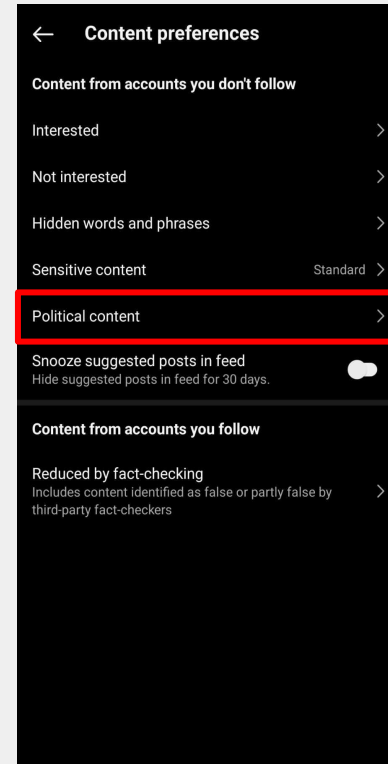 Content preferences
Content from accounts you don't follow
Interested
Not interested
Hidden words and phrases
Sensitive content Standard
Political content
Snooze suggested posts in feed
Hide suggested posts in feed for 30 days.
Content from accounts you follow
Reduced by fact-checking
Includes content identified as false or partly false by
third-party fact-checkers